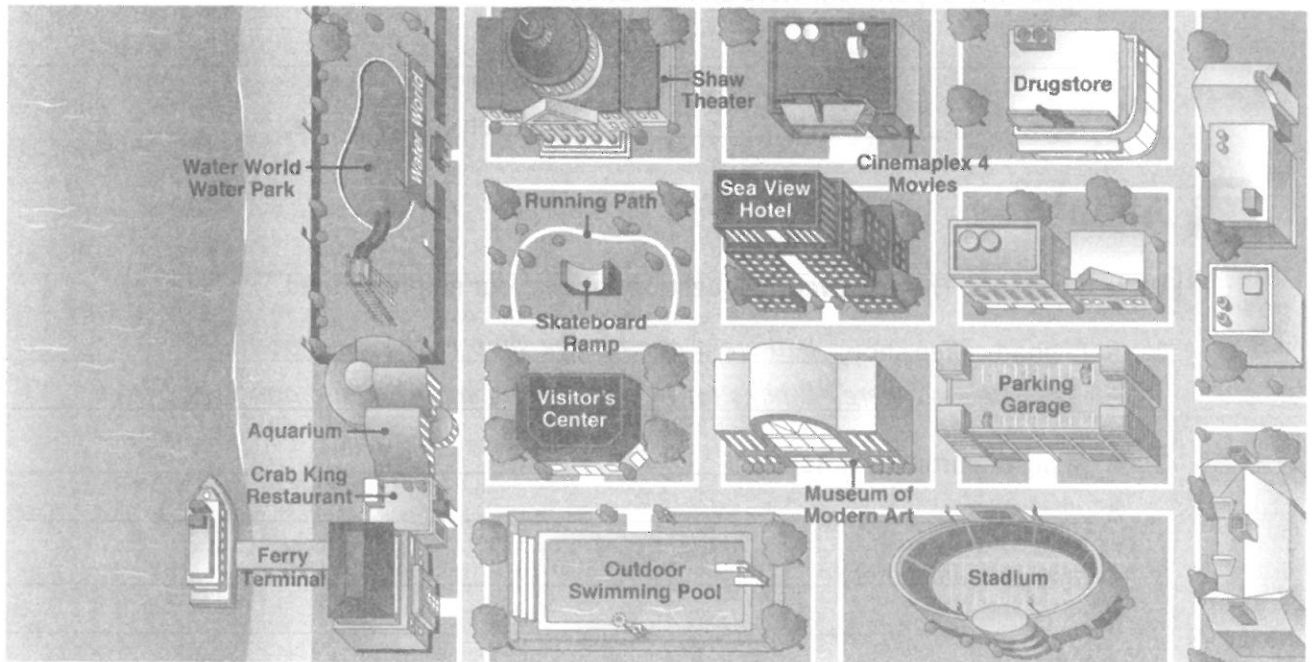 Shaw
Theater
Drugstore
Water World
Water World
Water Park
Cinemaplex 4
Movies
Running Path
Sea View
Hotel
Skateboard
Ramp
Visitor's
Center
Parking
Garage
Aquarium
Crab King
Restaurant
Museum of
Modern Art
Ferry
Terminal
Outdoor
Swimming Pool
Stadium